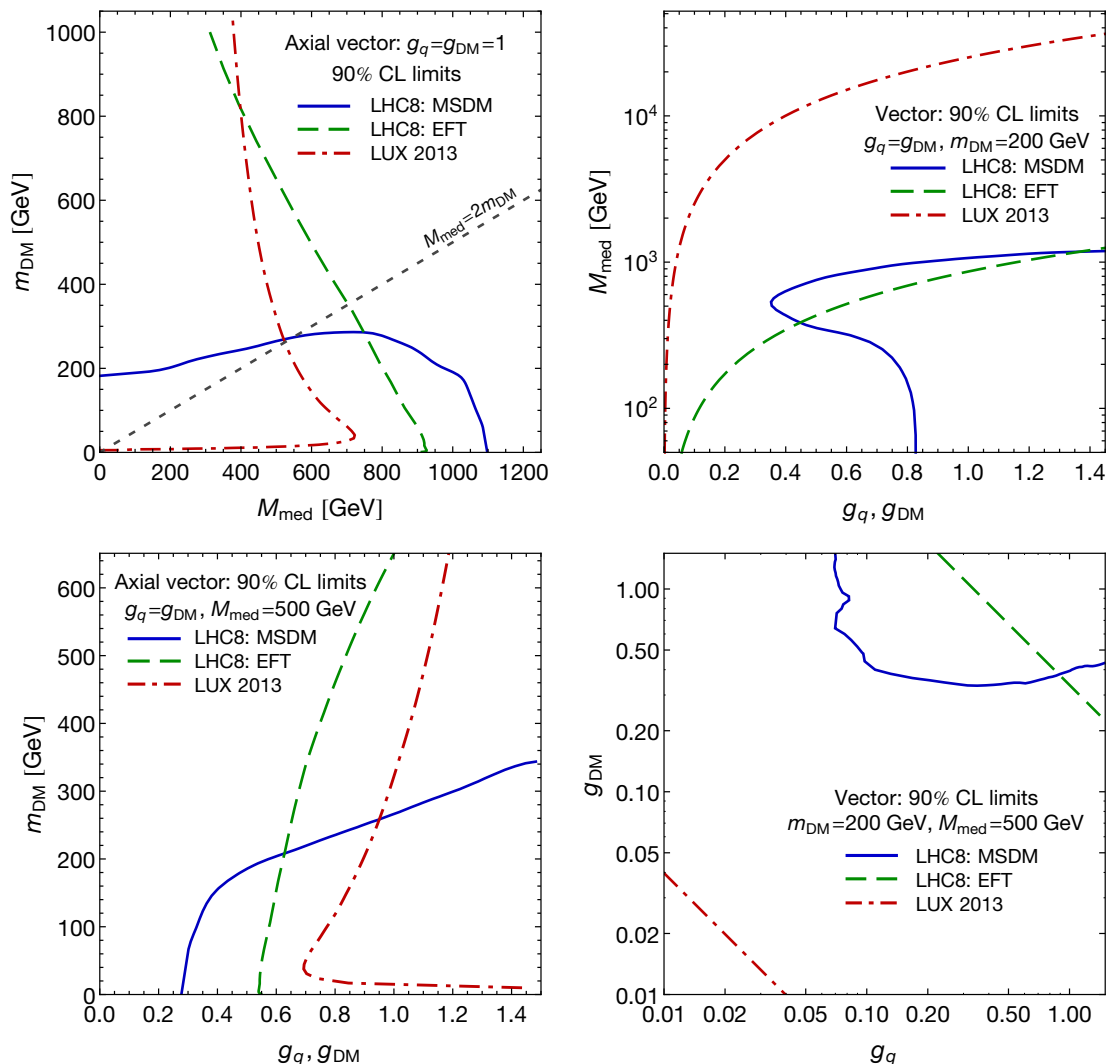 1000
800
600
400
200
0
m_DM [GeV]
Axial vector: g_q=g_DM=1
90% CL limits
LHC8: MSDM
LHC8: EFT
LUX 2013
M_med=2m_DM
0 200 400 600 800 1000 1200
M_med [GeV]
10^4
10^3
10^2
M_med [GeV]
Vector: 90% CL limits
g_q=g_DM, m_DM=200 GeV
LHC8: MSDM
LHC8: EFT
LUX 2013
0.0 0.2 0.4 0.6 0.8 1.0 1.2 1.4
g_q, g_DM
600
500
400
300
200
100
0
m_DM [GeV]
Axial vector: 90% CL limits
g_q=g_DM, M_med=500 GeV
LHC8: MSDM
LHC8: EFT
LUX 2013
0.0 0.2 0.4 0.6 0.8 1.0 1.2 1.4
g_q, g_DM
1.00
0.50
0.20
0.10
0.05
0.02
0.01
g_DM
Vector: 90% CL limits
m_DM=200 GeV, M_med=500 GeV
LHC8: MSDM
LHC8: EFT
LUX 2013
0.01 0.02 0.05 0.10 0.20 0.50 1.00
g_q